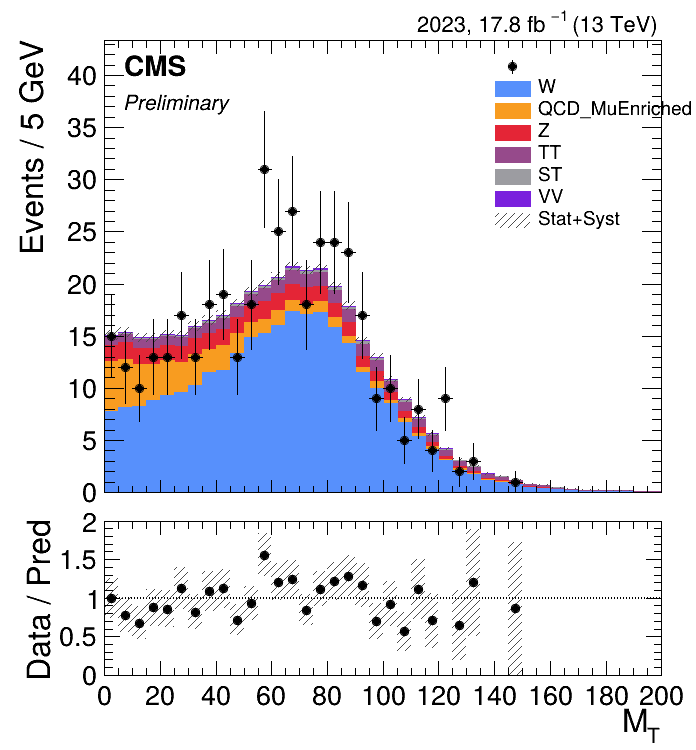 2023, 17.8 fb⁻¹ (13 TeV)
CMS
Preliminary
W
QCD_MuEnriched
Z
TT
ST
VV
Stat+Syst
Events / 5 GeV
40
35
30
25
20
15
10
5
0
Data / Pred
2
1.5
1
0.5
0
0 20 40 60 80 100 120 140 160 180 200
M_T